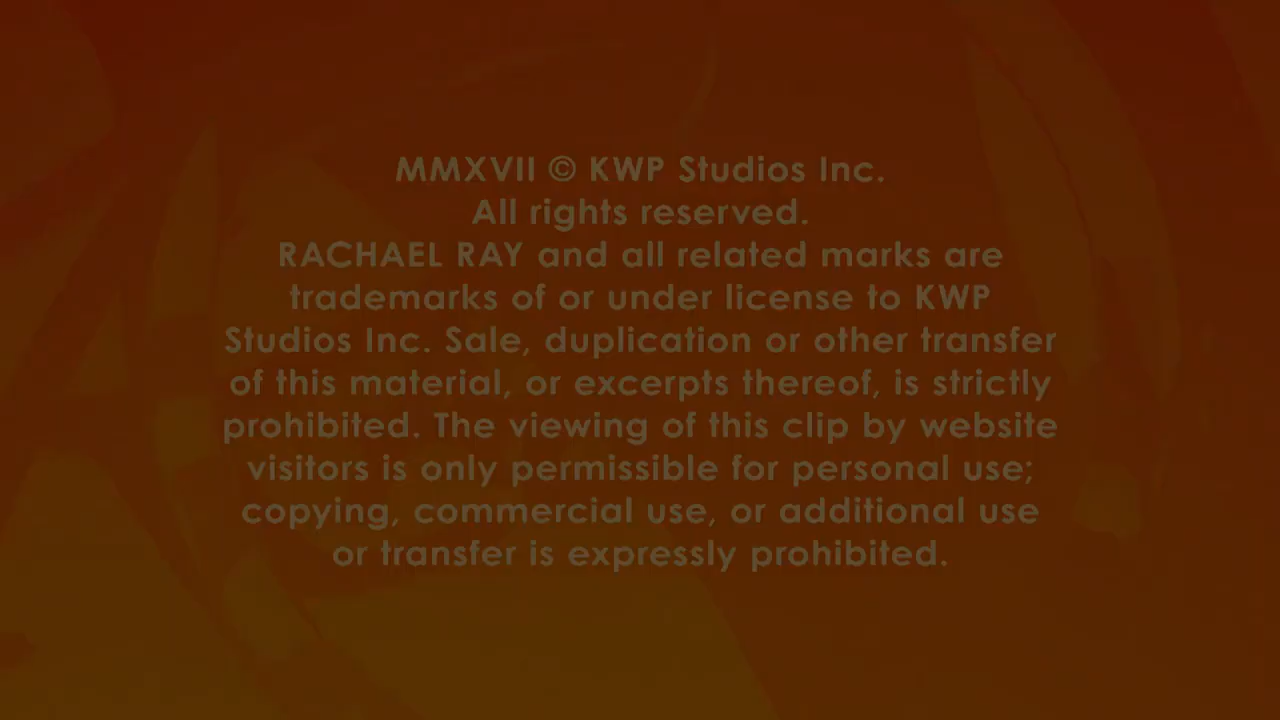 MMXVII © KWP Studios Inc.
All rights reserved.
RACHAEL RAY and all related marks are
trademarks of or under license to KWP
Studios Inc. Sale, duplication or other transfer
of this material, or excerpts thereof, is strictly
prohibited. The viewing of this clip by website
visitors is only permissible for personal use;
copying, commercial use, or additional use
or transfer is expressly prohibited.